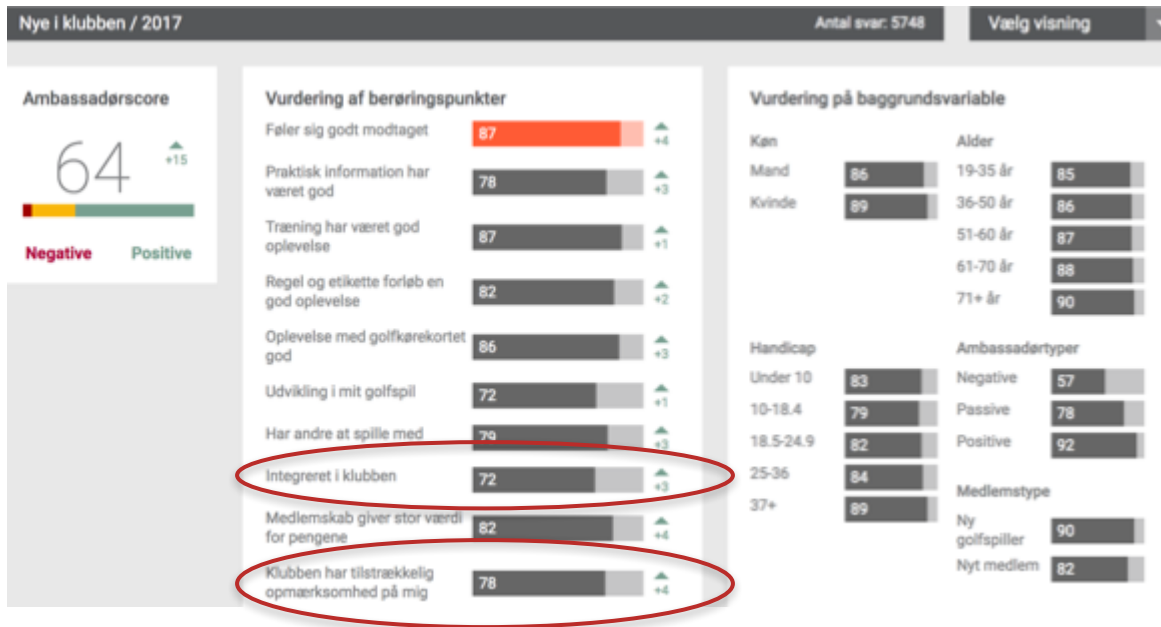 Nye i klubben / 2017
Antal svar: 5748
Vælg visning
Ambassadørscore
64
+15
Negative
Positive
Vurdering af berøringspunkter
Føler sig godt modtaget
87
+4
Praktisk information har
været god
78
+3
Træning har været god
oplevelse
87
+1
Regel og etikette forløb en
god oplevelse
82
+2
Oplevelse med golfkørekortet
god
86
+3
Udvikling i mit golfspil
72
+1
Har andre at spille med
79
+3
Integreret i klubben
72
+3
Medlemskab giver stor værdi
for pengene
82
+4
Klubben har tilstrækkelig
opmærksomhed på mig
78
+4
Vurdering på baggrundsvariable
Køn
Mand
86
Kvinde
89
Alder
19-35 år
85
36-50 år
86
51-60 år
87
61-70 år
88
71+ år
90
Handicap
Under 10
83
10-18.4
79
18.5-24.9
82
25-36
84
37+
89
Ambassadørtyper
Negative
57
Passive
78
Positive
92
Medlemstype
Ny
golfspiller
90
Nyt medlem
82